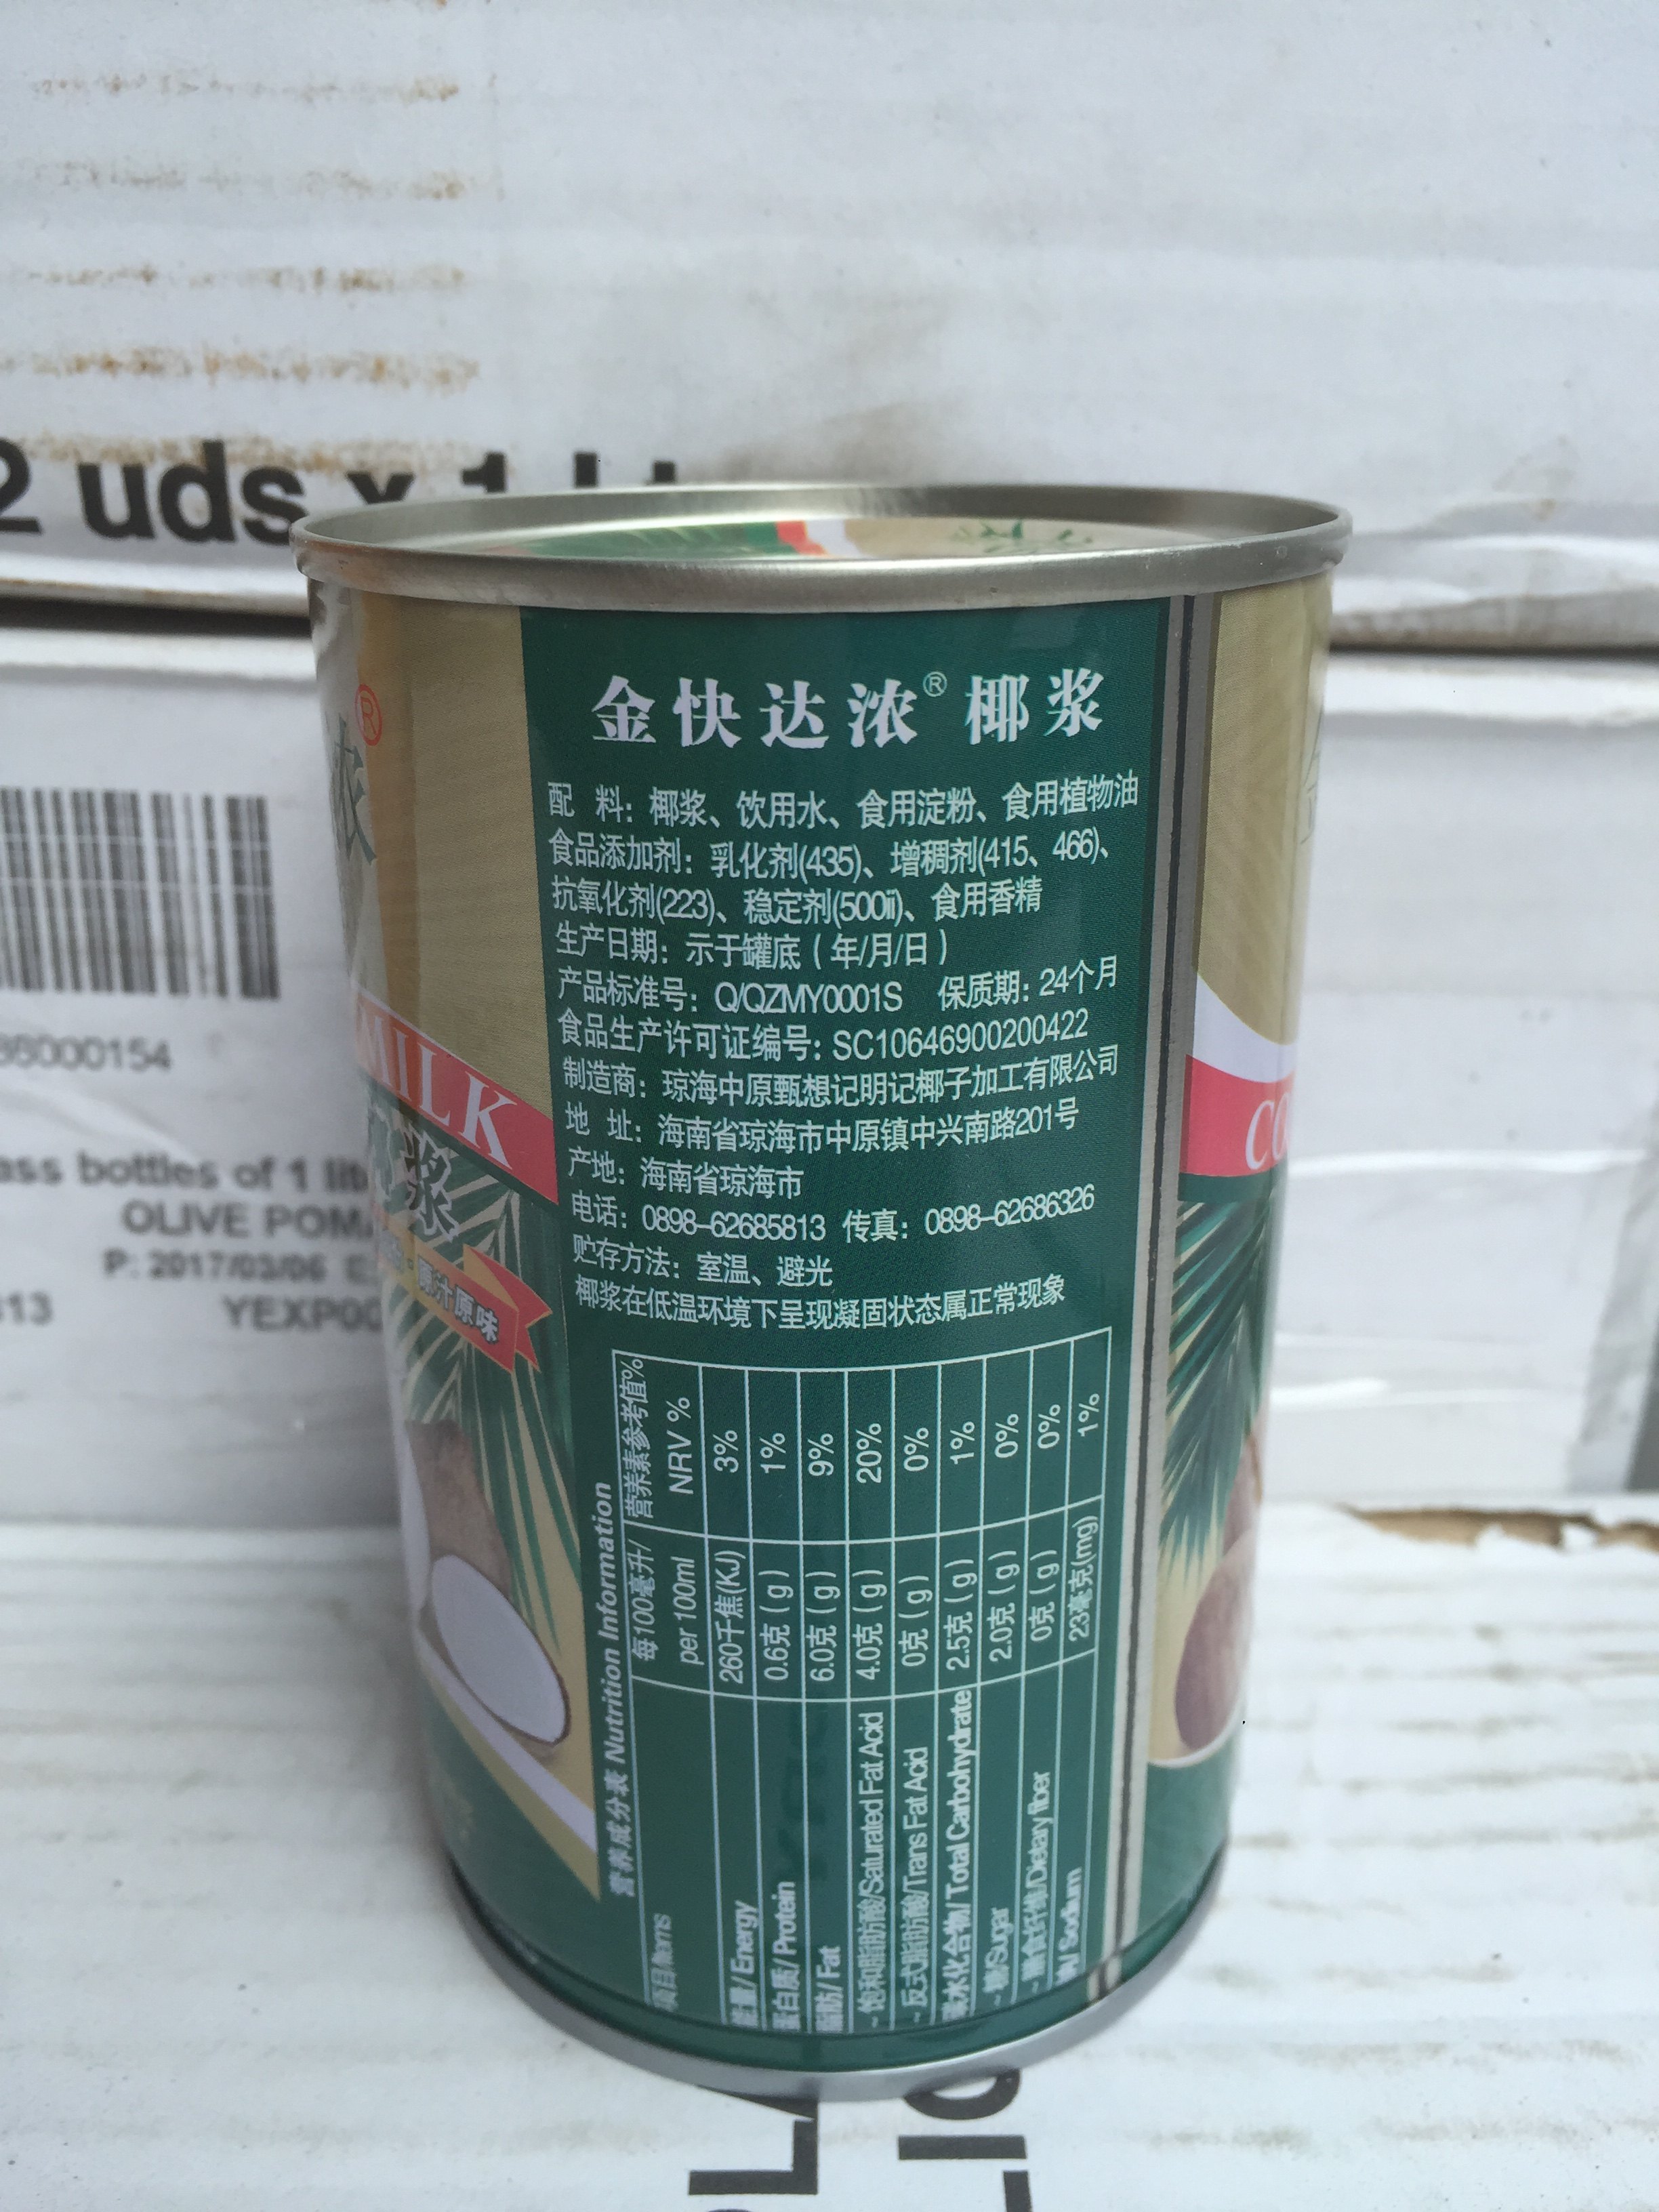 2 uds x 1 Lt
86000154
ass bottles of 1 lit
OLIVE POMA
P: 2017/03/06 E
313
YEXP00
浓®
MILK
浆
原汁原味
金快达浓® 椰浆
配 料：椰浆、饮用水、食用淀粉、食用植物油
食品添加剂：乳化剂(435)、增稠剂(415、466)、
抗氧化剂(223)、稳定剂(500ii)、食用香精
生产日期：示于罐底（年/月/日）
产品标准号：Q/QZMY0001S 保质期：24个月
食品生产许可证编号：SC10646900200422
制造商：琼海中原甄想记明记椰子加工有限公司
地 址：海南省琼海市中原镇中兴南路201号
产地：海南省琼海市
电话：0898-62685813 传真：0898-62686326
贮存方法：室温、避光
椰浆在低温环境下呈现凝固状态属正常现象
营养成分表 Nutrition Information
项目/Items 每100毫升/ per 100ml 营养素参考值% NRV %
能量/ Energy 260千焦(KJ) 3%
蛋白质/ Protein 0.6克 ( g ) 1%
脂肪/ Fat 6.0克 ( g ) 9%
- 饱和脂肪酸/Saturated Fat Acid 4.0克 ( g ) 20%
- 反式脂肪酸/Trans Fat Acid 0克 ( g ) 0%
碳水化合物/ Total Carbohydrate 2.5克 ( g ) 1%
- 糖/Sugar 2.0克 ( g ) 0%
- 膳食纤维/Dietary fiber 0克 ( g ) 0%
钠/ Sodium 23毫克(mg) 1%
CO